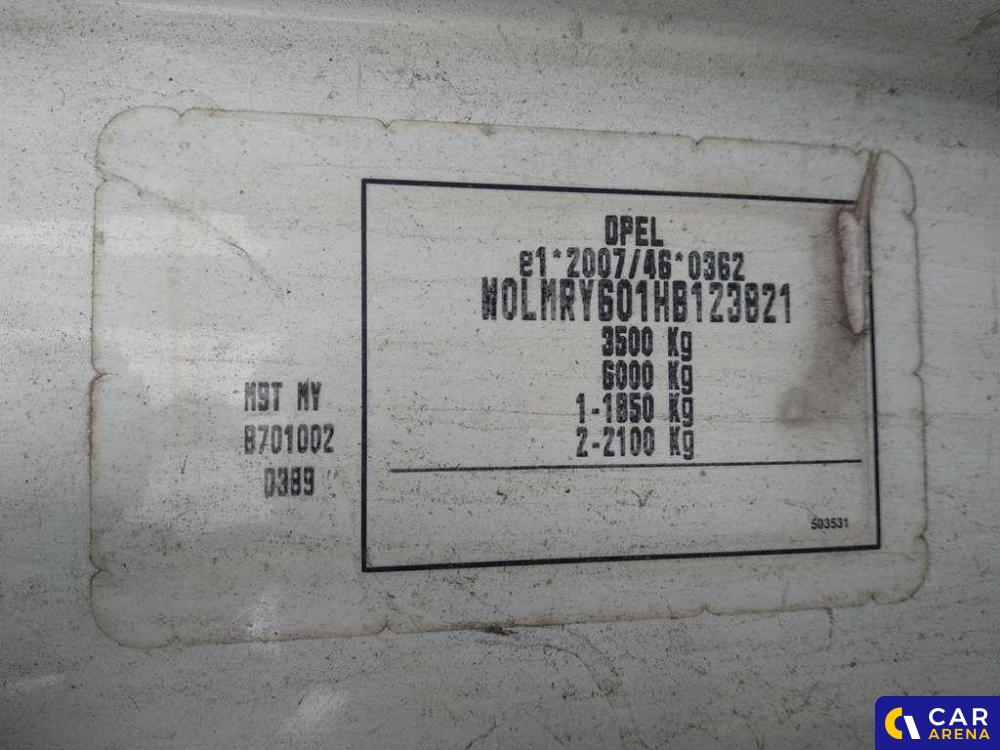 OPEL
e1*2007/46*0362
W0LMRY601HB123821
3500 Kg
6000 Kg
1-1850 Kg
2-2100 Kg
M9T MY
B701002
0389
503531
CAR
ARENA